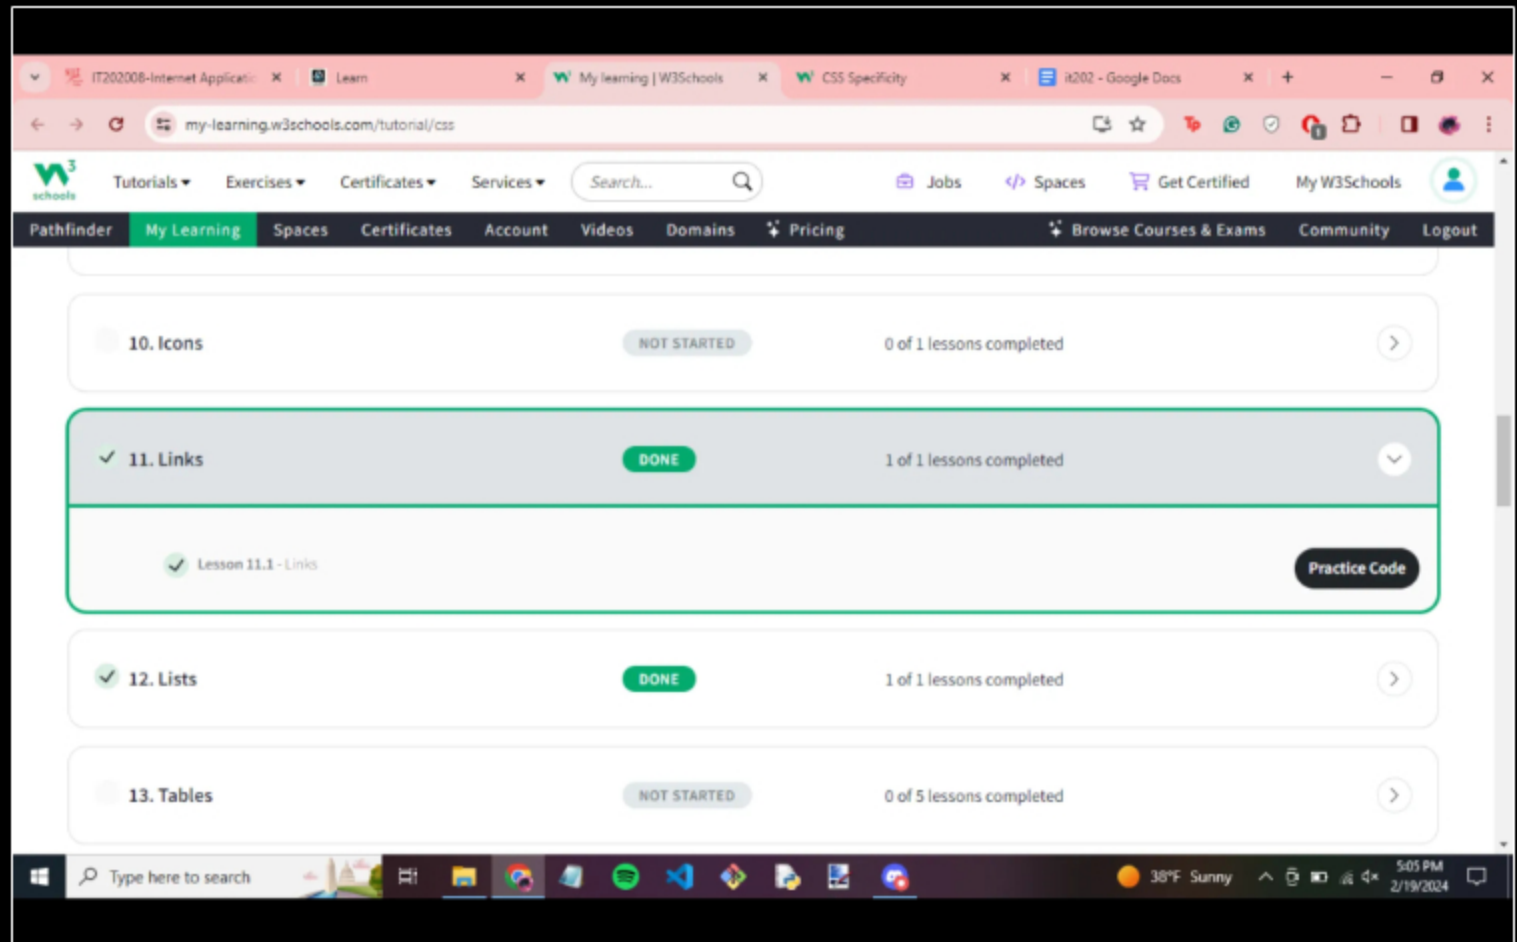 IT202008-Internet Applicatio
Learn
My learning | W3Schools
CSS Specificity
it202 - Google Docs
my-learning.w3schools.com/tutorial/css
W3
schools
Tutorials
Exercises
Certificates
Services
Search...
Jobs
</> Spaces
Get Certified
My W3Schools
Pathfinder
My Learning
Spaces
Certificates
Account
Videos
Domains
Pricing
Browse Courses & Exams
Community
Logout
10. Icons
NOT STARTED
0 of 1 lessons completed
11. Links
DONE
1 of 1 lessons completed
Lesson 11.1 - Links
Practice Code
12. Lists
DONE
1 of 1 lessons completed
13. Tables
NOT STARTED
0 of 5 lessons completed
Type here to search
38°F Sunny
5:05 PM
2/19/2024